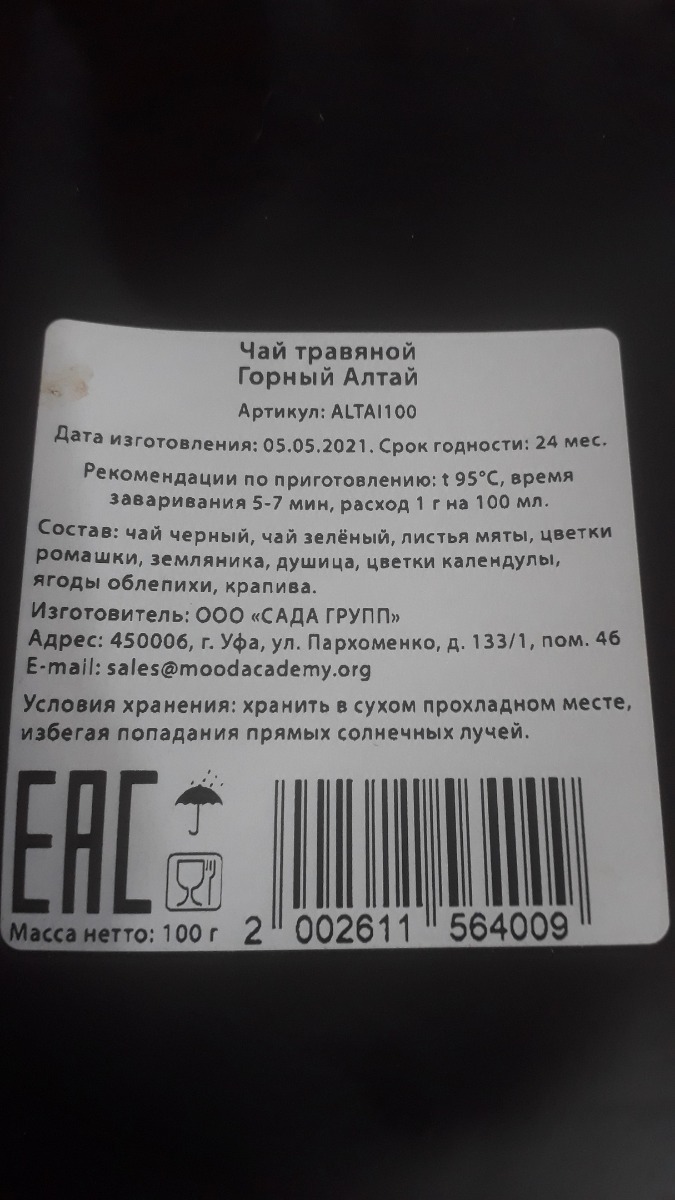 Чай травяной
Горный Алтай
Артикул: ALTAI100
Дата изготовления: 05.05.2021. Срок годности: 24 мес.
Рекомендации по приготовлению: t 95°C, время
заваривания 5-7 мин, расход 1 г на 100 мл.
Состав: чай черный, чай зелёный, листья мяты, цветки
ромашки, земляника, душица, цветки календулы,
ягоды облепихи, крапива.
Изготовитель: ООО «САДА ГРУПП»
Адрес: 450006, г. Уфа, ул. Пархоменко, д. 133/1, пом. 46
E-mail: sales@moodacademy.org
Условия хранения: хранить в сухом прохладном месте,
избегая попадания прямых солнечных лучей.
EAC
Масса нетто: 100 г
2 002611 564009